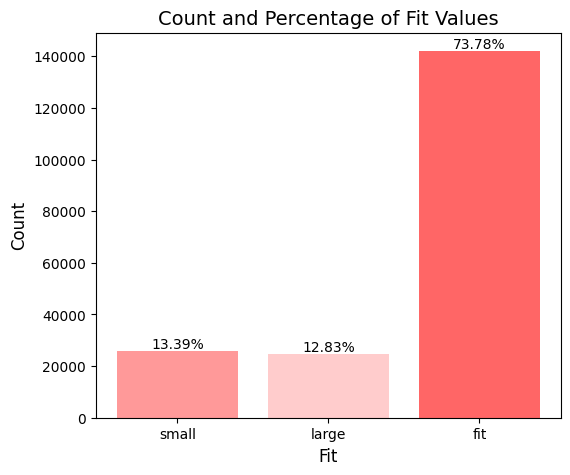 Count and Percentage of Fit Values
Count
140000
120000
100000
80000
60000
40000
20000
0
13.39%
12.83%
73.78%
small
large
fit
Fit